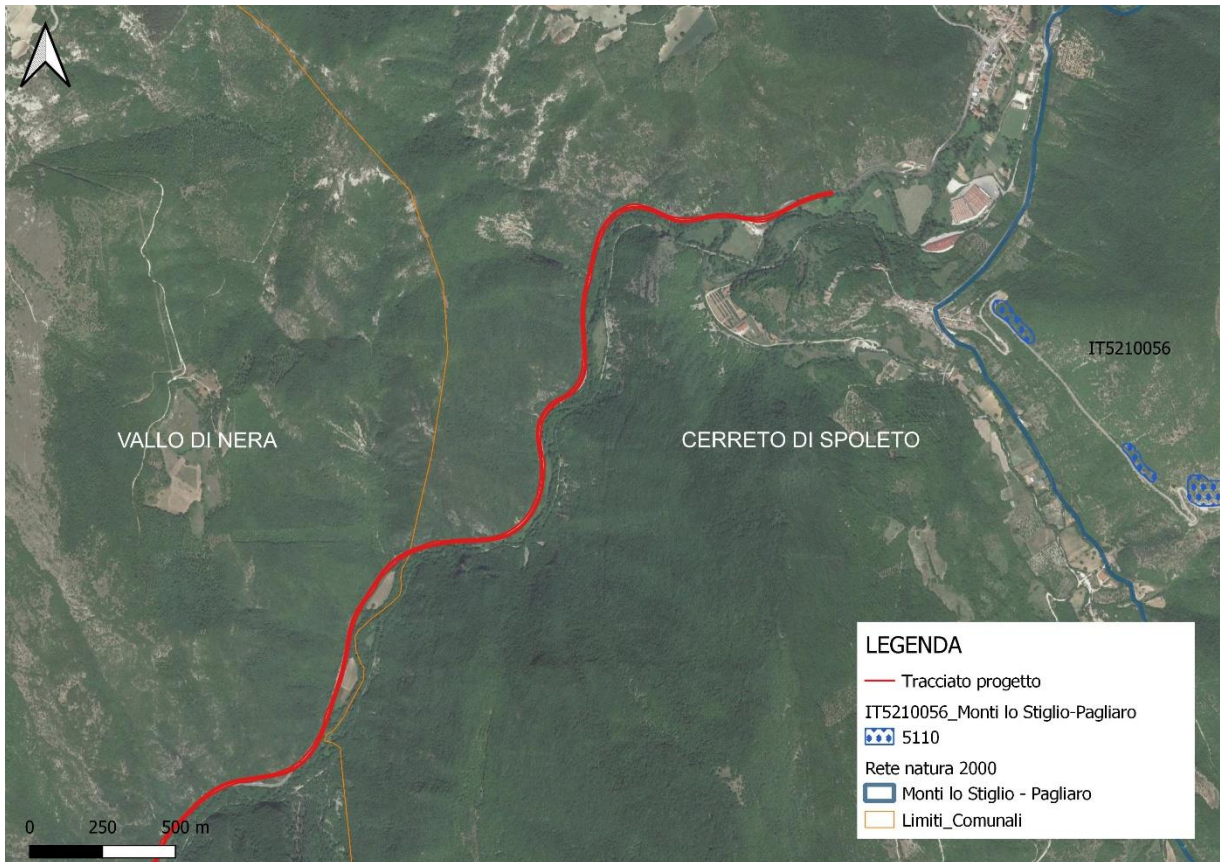 IT5210056
VALLO DI NERA
CERRETO DI SPOLETO
LEGENDA
Tracciato progetto
IT5210056_Monti lo Stiglio-Pagliaro
5110
Rete natura 2000
Monti lo Stiglio - Pagliaro
Limiti_Comunali
0 250 500 m